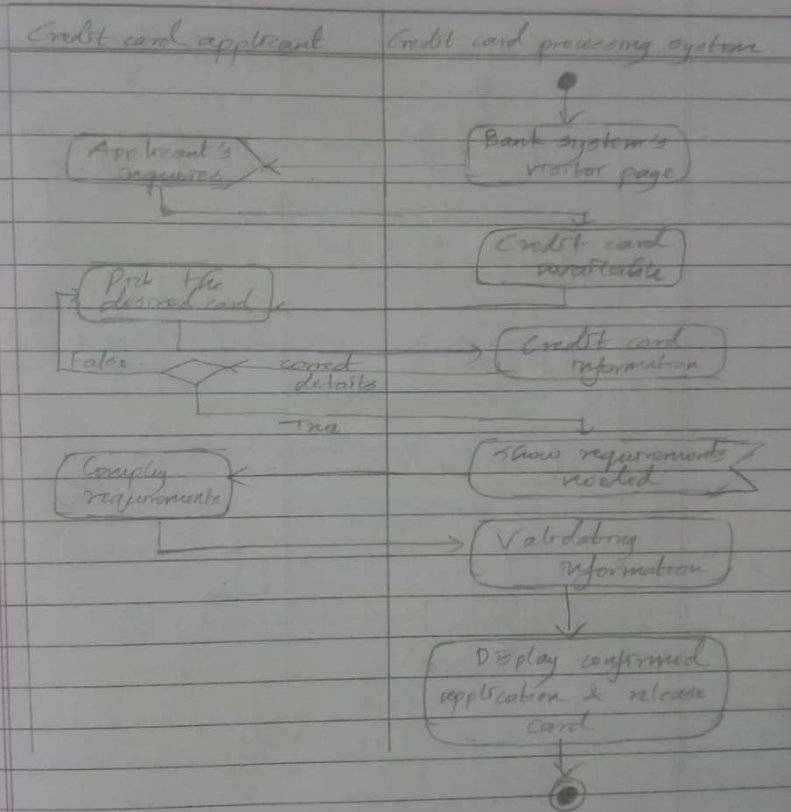 Credit card applicant
Credit card processing system
Bank system's
visitor page
Applicant's
inquiries
Credit card
available
Pick the
desired card
Credit card
information
False
correct
details
True
Show requirements
needed
Comply
requirements
Validating
information
Display confirmed
application & release
card